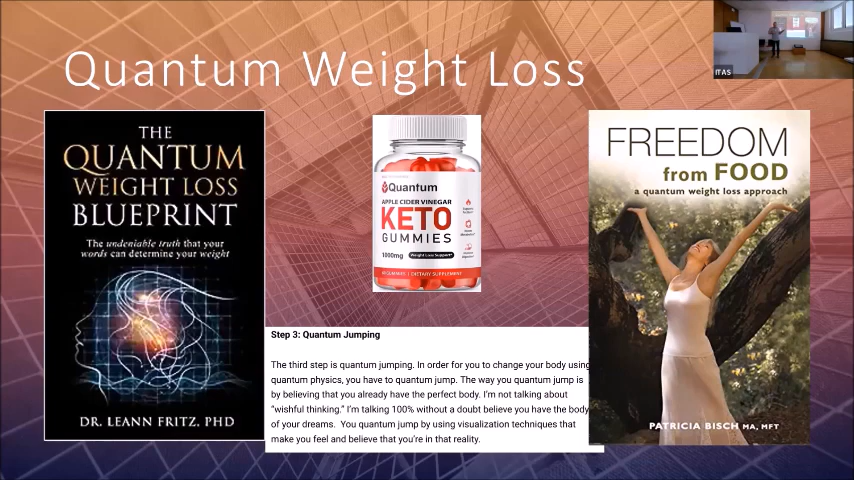 Quantum Weight Loss
ITAS
THE
QUANTUM
WEIGHT LOSS
BLUEPRINT
The undeniable truth that your
words can determine your weight
DR. LEANN FRITZ, PHD
Quantum
APPLE CIDER VINEGAR
KETO
GUMMIES
1000mg
Weight Loss Support*
60 GUMMIES | DIETARY SUPPLEMENT
Step 3: Quantum Jumping
The third step is quantum jumping. In order for you to change your body using
quantum physics, you have to quantum jump. The way you quantum jump is
by believing that you already have the perfect body. I'm not talking about
“wishful thinking.” I'm talking 100% without a doubt believe you have the body
of your dreams. You quantum jump by using visualization techniques that
make you feel and believe that you're in that reality.
FREEDOM
from FOOD
a quantum weight loss approach
PATRICIA BISCH MA, MFT